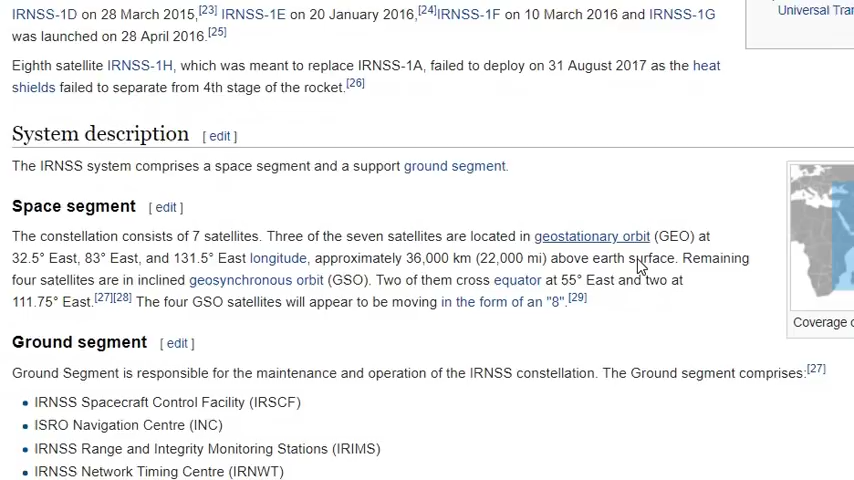 IRNSS-1D on 28 March 2015,[23] IRNSS-1E on 20 January 2016,[24]IRNSS-1F on 10 March 2016 and IRNSS-1G
was launched on 28 April 2016.[25]
Universal Tra
Eighth satellite IRNSS-1H, which was meant to replace IRNSS-1A, failed to deploy on 31 August 2017 as the heat
shields failed to separate from 4th stage of the rocket.[26]
System description [ edit ]
The IRNSS system comprises a space segment and a support ground segment.
Space segment [ edit ]
The constellation consists of 7 satellites. Three of the seven satellites are located in geostationary orbit (GEO) at
32.5° East, 83° East, and 131.5° East longitude, approximately 36,000 km (22,000 mi) above earth surface. Remaining
four satellites are in inclined geosynchronous orbit (GSO). Two of them cross equator at 55° East and two at
111.75° East.[27][28] The four GSO satellites will appear to be moving in the form of an "8".[29]
Coverage
Ground segment [ edit ]
Ground Segment is responsible for the maintenance and operation of the IRNSS constellation. The Ground segment comprises:[27]
• IRNSS Spacecraft Control Facility (IRSCF)
• ISRO Navigation Centre (INC)
• IRNSS Range and Integrity Monitoring Stations (IRIMS)
• IRNSS Network Timing Centre (IRNWT)